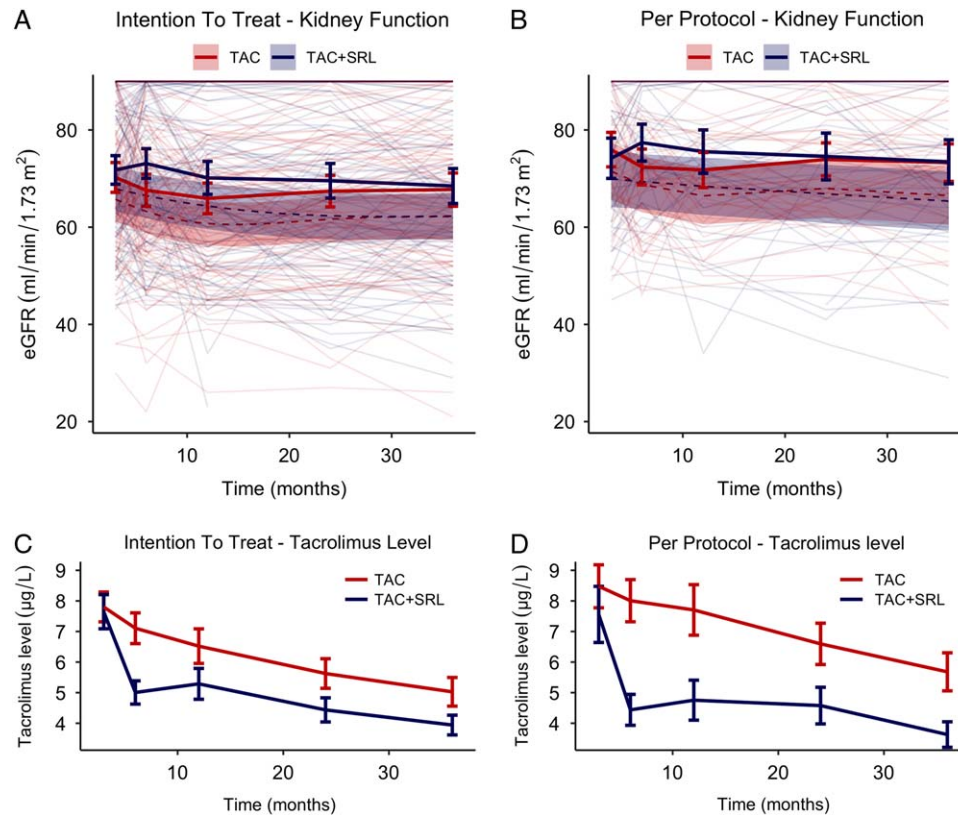 A
Intention To Treat - Kidney Function
TAC
TAC+SRL
eGFR (ml/min/1.73 m²)
80
60
40
20
10
20
30
Time (months)
B
Per Protocol - Kidney Function
TAC
TAC+SRL
eGFR (ml/min/1.73 m²)
80
60
40
20
10
20
30
Time (months)
C
Intention To Treat - Tacrolimus Level
TAC
TAC+SRL
Tacrolimus level (µg/L)
9
8
7
6
5
4
10
20
30
Time (months)
D
Per Protocol - Tacrolimus level
TAC
TAC+SRL
Tacrolimus level (µg/L)
9
8
7
6
5
4
10
20
30
Time (months)